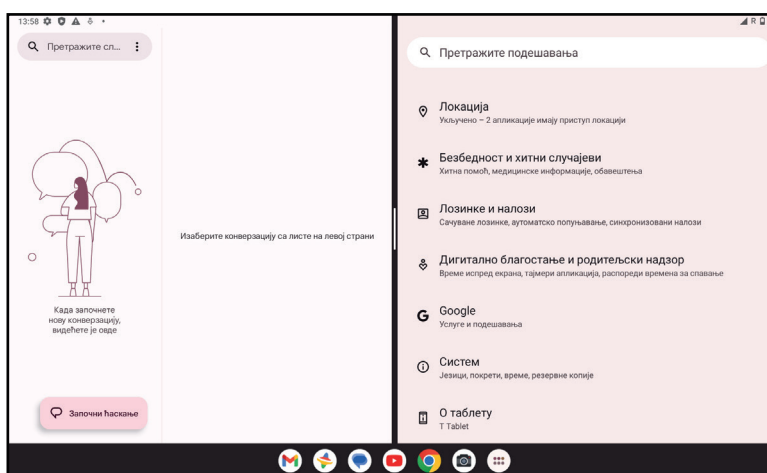 13:58
Претражите сл...
Када започнете
нову конверзацију,
видећете је овде
Започни ћаскање
Изаберите конверзацију са листе на левој страни
R
Претражите подешавања
Локација
Укључено – 2 апликације имају приступ локацији
Безбедност и хитни случајеви
Хитна помоћ, медицинске информације, обавештења
Лозинке и налози
Сачуване лозинке, аутоматско попуњавање, синхронизовани налози
Дигитално благостање и родитељски надзор
Време испред екрана, тајмери апликација, распореди времена за спавање
Google
Услуге и подешавања
Систем
Језици, покрети, време, резервне копије
О таблету
T Tablet